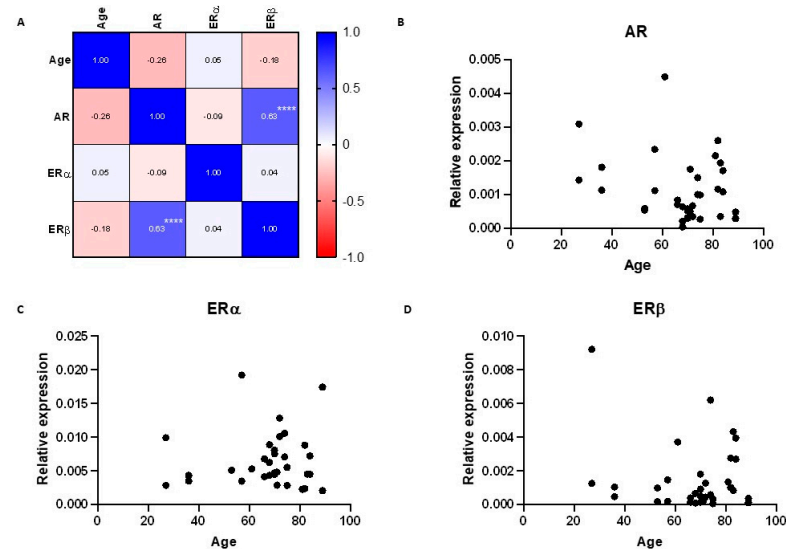 A
Age AR ERα ERβ
Age 1.00 -0.26 0.05 -0.18
AR -0.26 1.00 -0.09 0.63 ****
ERα 0.05 -0.09 1.00 0.04
ERβ -0.18 0.63 **** 0.04 1.00
1.0
0.5
0
-0.5
-1.0
B
AR
Relative expression
0.005
0.004
0.003
0.002
0.001
0.000
0 20 40 60 80 100
Age
C
ERα
Relative expression
0.025
0.020
0.015
0.010
0.005
0.000
0 20 40 60 80 100
Age
D
ERβ
Relative expression
0.010
0.008
0.006
0.004
0.002
0.000
0 20 40 60 80 100
Age